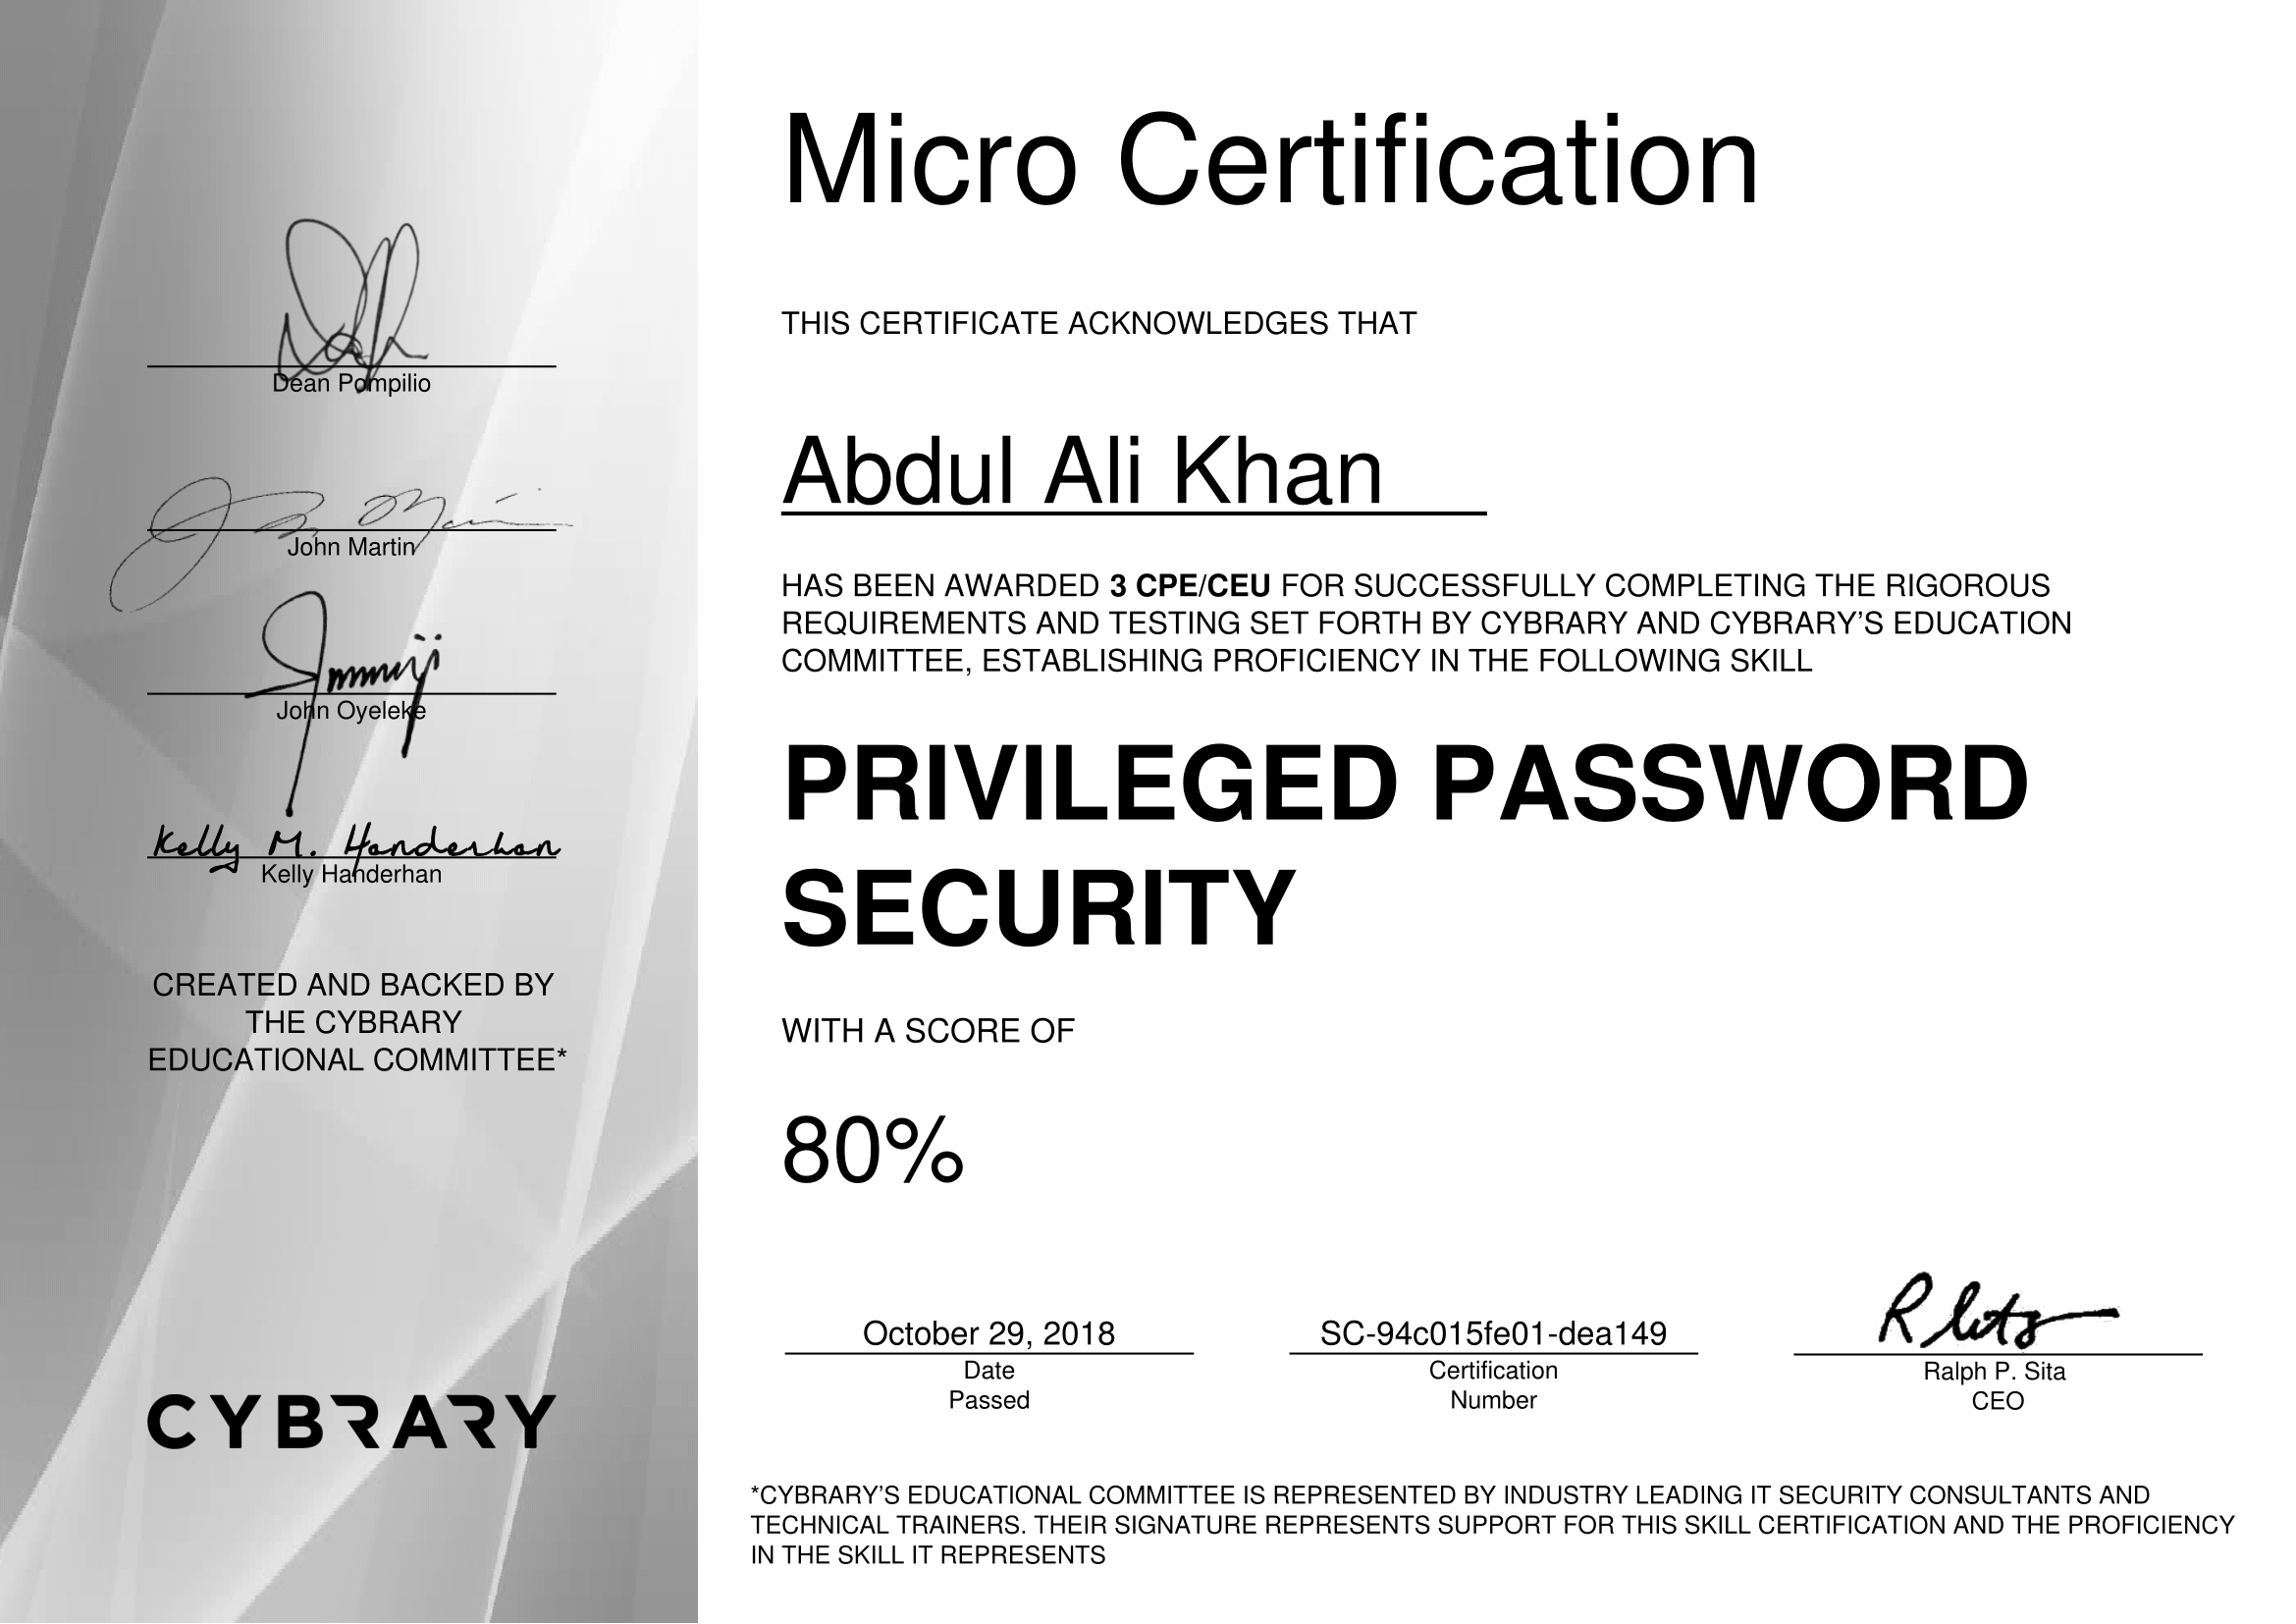 Dean Pompilio
John Martin
John Oyeleke
Kelly M. Handerhan
Kelly Handerhan
CREATED AND BACKED BY
THE CYBRARY
EDUCATIONAL COMMITTEE*
CYBRARY
Micro Certification
THIS CERTIFICATE ACKNOWLEDGES THAT
Abdul Ali Khan
HAS BEEN AWARDED 3 CPE/CEU FOR SUCCESSFULLY COMPLETING THE RIGOROUS
REQUIREMENTS AND TESTING SET FORTH BY CYBRARY AND CYBRARY'S EDUCATION
COMMITTEE, ESTABLISHING PROFICIENCY IN THE FOLLOWING SKILL
PRIVILEGED PASSWORD
SECURITY
WITH A SCORE OF
80%
October 29, 2018
Date
Passed
SC-94c015fe01-dea149
Certification
Number
Ralph P. Sita
CEO
*CYBRARY'S EDUCATIONAL COMMITTEE IS REPRESENTED BY INDUSTRY LEADING IT SECURITY CONSULTANTS AND
TECHNICAL TRAINERS. THEIR SIGNATURE REPRESENTS SUPPORT FOR THIS SKILL CERTIFICATION AND THE PROFICIENCY
IN THE SKILL IT REPRESENTS